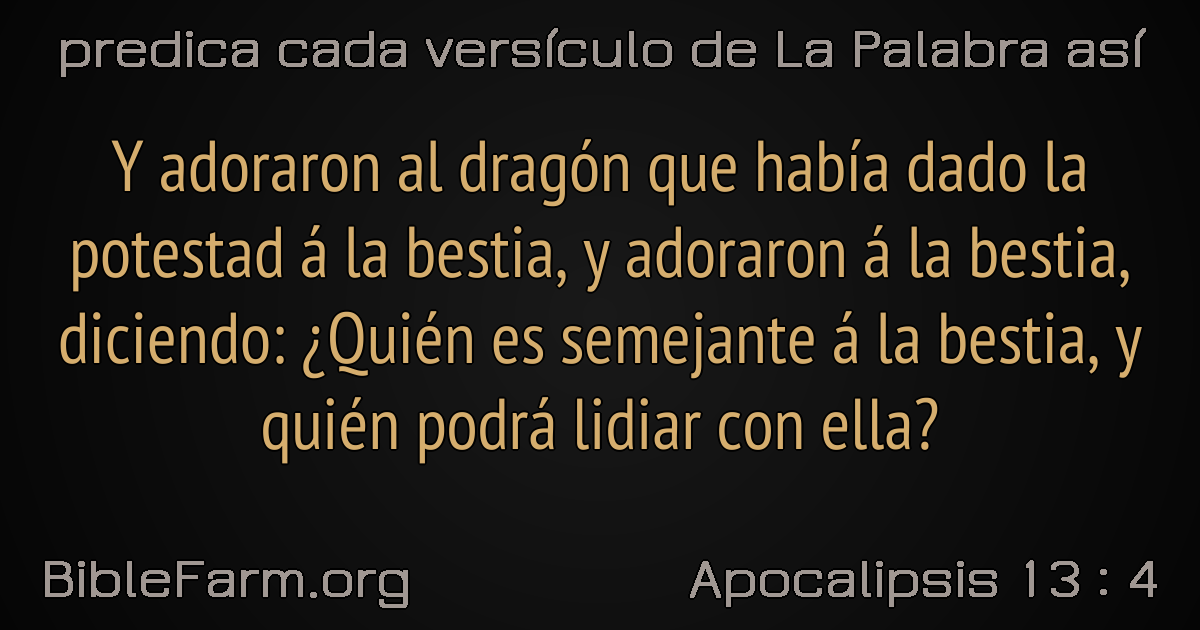 predica cada versículo de La Palabra así
Y adoraron al dragón que había dado la
potestad á la bestia, y adoraron á la bestia,
diciendo: ¿Quién es semejante á la bestia, y
quién podrá lidiar con ella?
BibleFarm.org
Apocalipsis 13 : 4